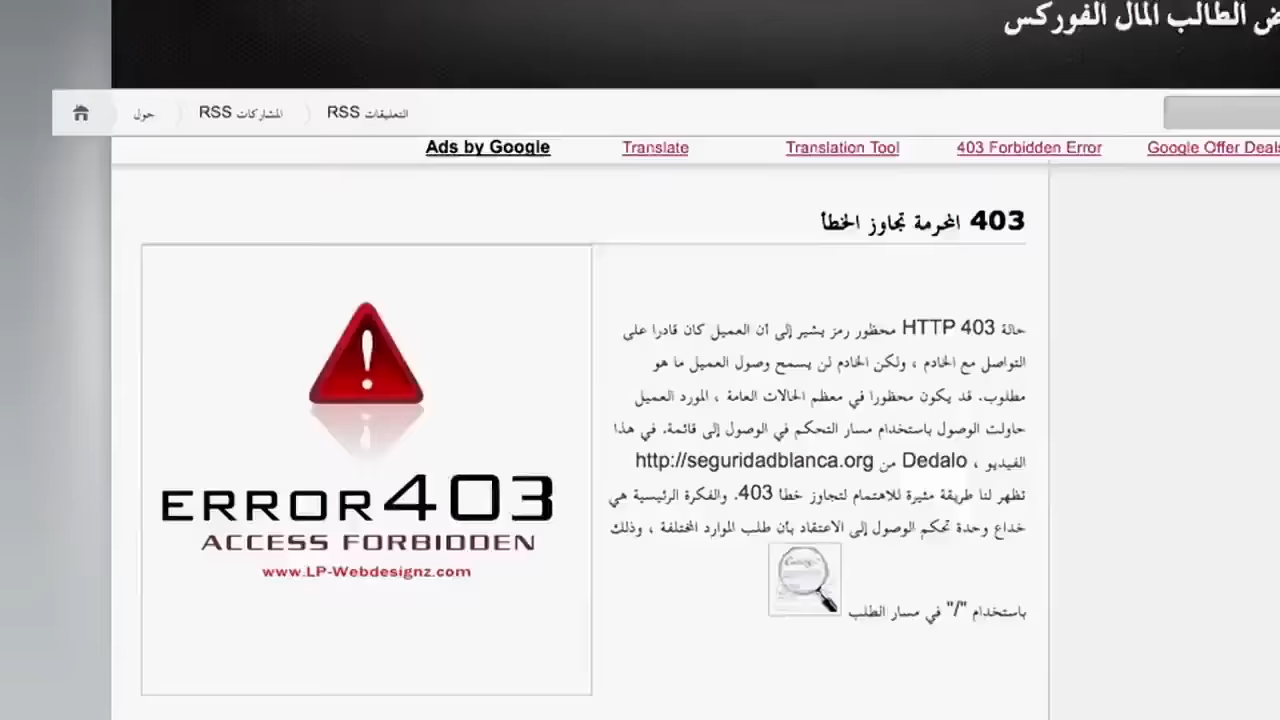 ض الطالب المال الفوركس
حول
المشاركات RSS
التعليقات RSS
Ads by Google
Translate
Translation Tool
403 Forbidden Error
Google Offer Deals
403 المحرمة تجاوز الخطأ
ERROR403
ACCESS FORBIDDEN
www.LP-Webdesignz.com
حالة HTTP 403 محظور رمز يشير إلى أن العميل كان قادرا على
التواصل مع الخادم ، ولكن الخادم لن يسمح وصول العميل ما هو
مطلوب. قد يكون محظورا في معظم الحالات العامة ، المورد العميل
حاولت الوصول باستخدام مسار التحكم في الوصول إلى قائمة. في هذا
الفيديو ، Dedalo من http://seguridadblanca.org
تظهر لنا طريقة مثيرة للاهتمام لتجاوز خطا 403. والفكرة الرئيسية هي
خداع وحدة تحكم الوصول إلى الاعتقاد بأن طلب الموارد المختلفة ، وذلك
باستخدام "/" في مسار الطلب